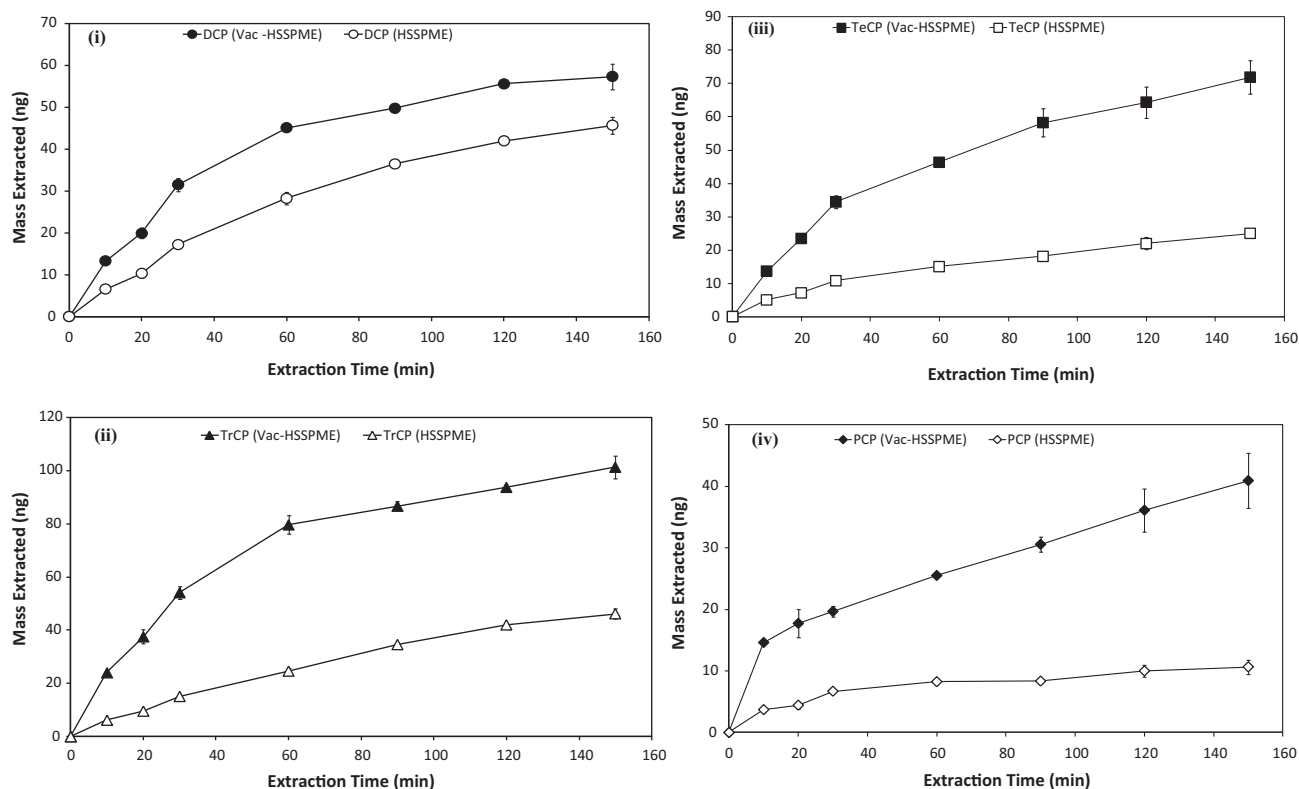 (i)
DCP (Vac -HSSPME) DCP (HSSPME)
Mass Extracted (ng)
70
60
50
40
30
20
10
0
0 20 40 60 80 100 120 140 160
Extraction Time (min)
(iii)
TeCP (Vac-HSSPME) TeCP (HSSPME)
Mass Extracted (ng)
90
80
70
60
50
40
30
20
10
0
0 20 40 60 80 100 120 140 160
Extraction Time (min)
(ii)
TrCP (Vac-HSSPME) TrCP (HSSPME)
Mass Extracted (ng)
120
100
80
60
40
20
0
0 20 40 60 80 100 120 140 160
Extraction Time (min)
(iv)
PCP (Vac-HSSPME) PCP (HSSPME)
Mass Extracted (ng)
50
40
30
20
10
0
0 20 40 60 80 100 120 140 160
Extraction Time (min)